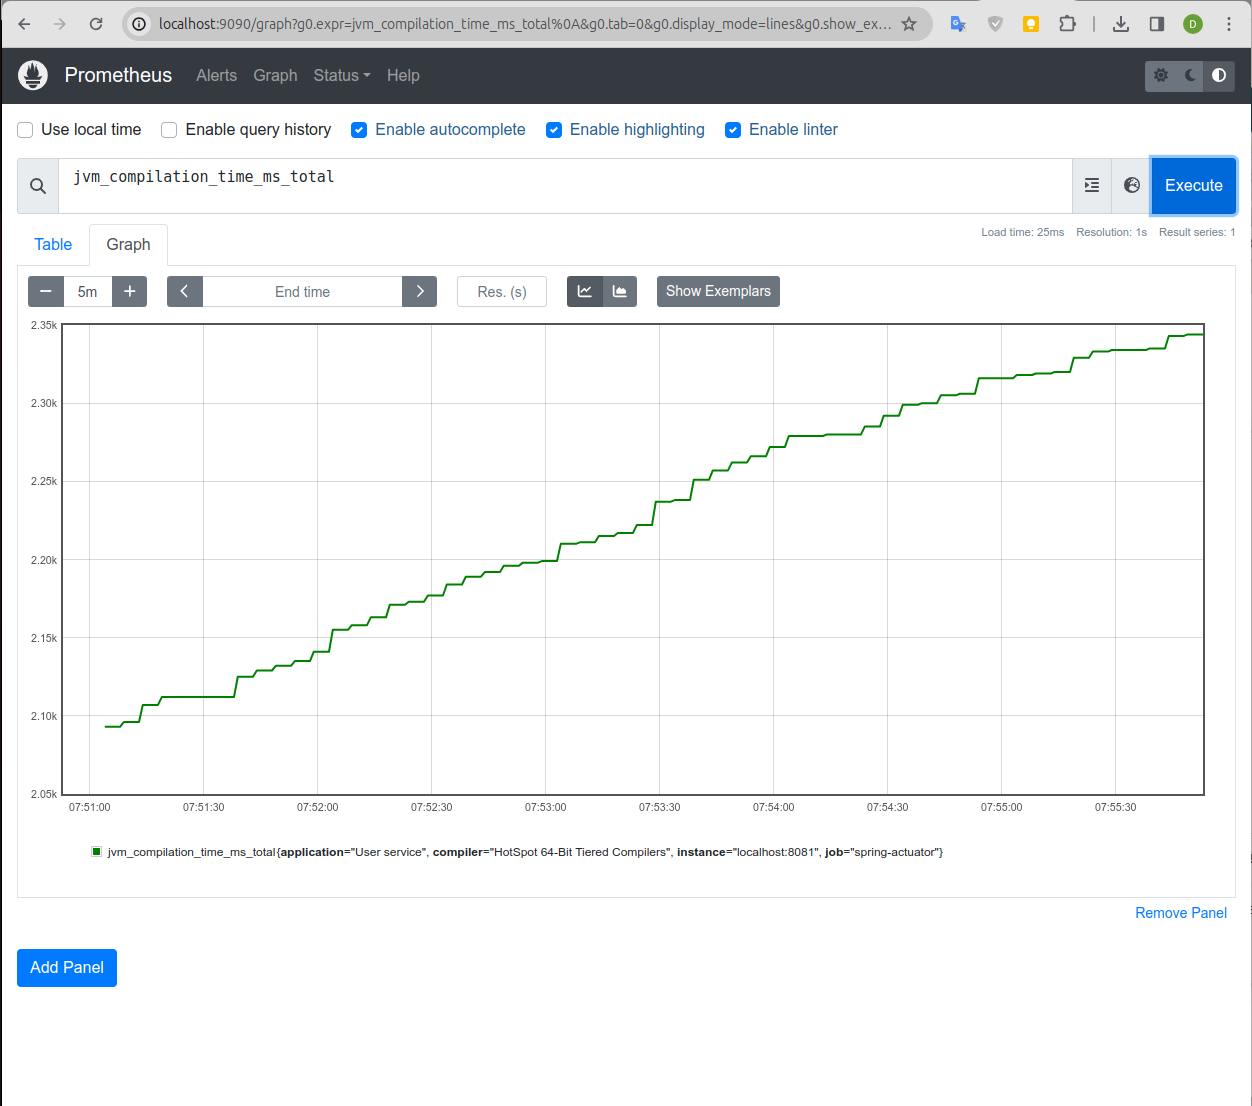 localhost:9090/graph?g0.expr=jvm_compilation_time_ms_total%0A&g0.tab=0&g0.display_mode=lines&g0.show_ex...
D
Prometheus Alerts Graph Status Help
Use local time Enable query history Enable autocomplete Enable highlighting Enable linter
jvm_compilation_time_ms_total
Execute
Load time: 25ms Resolution: 1s Result series: 1
Table Graph
5m End time Res. (s) Show Exemplars
2.35k
2.30k
2.25k
2.20k
2.15k
2.10k
2.05k
07:51:00 07:51:30 07:52:00 07:52:30 07:53:00 07:53:30 07:54:00 07:54:30 07:55:00 07:55:30
jvm_compilation_time_ms_total{application="User service", compiler="HotSpot 64-Bit Tiered Compilers", instance="localhost:8081", job="spring-actuator"}
Remove Panel
Add Panel